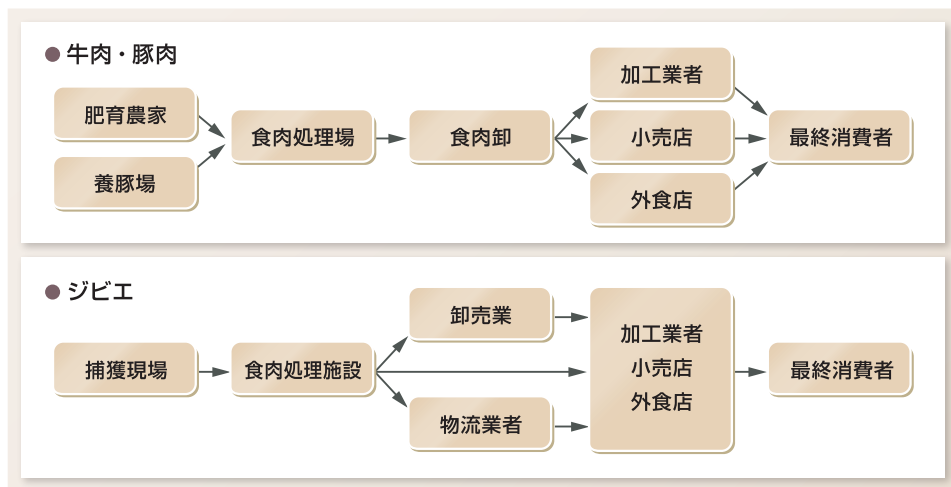 ● 牛肉・豚肉
肥育農家
養豚場
食肉処理場
食肉卸
加工業者
小売店
外食店
最終消費者
● ジビエ
捕獲現場
食肉処理施設
卸売業
物流業者
加工業者
小売店
外食店
最終消費者